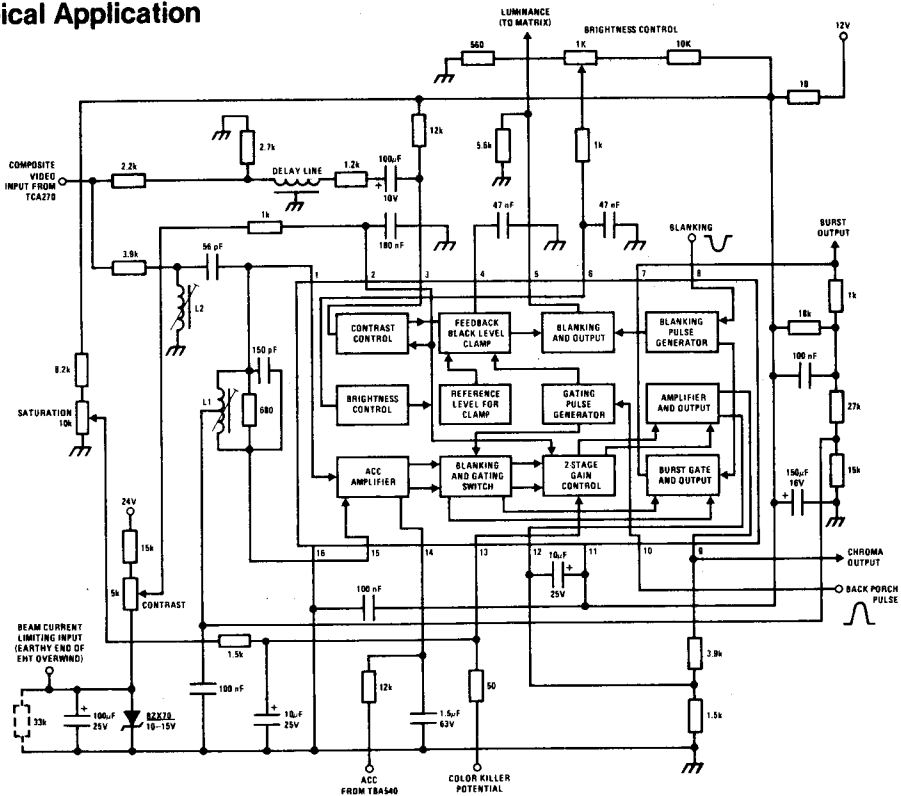 ical Application
LUMINANCE
(TO MATRIX)
BRIGHTNESS CONTROL
12V
560
1K
10K
18
12k
2.7k
5.6k
1k
COMPOSITE
VIDEO
INPUT FROM
TCA270
2.2k
DELAY LINE
1.2k
100µF
+
10V
47 nF
47 nF
BLANKING
BURST
OUTPUT
1k
180 nF
3.9k
56 pF
L2
1
2
3
4
5
6
7
8
1k
18k
100 nF
CONTRAST
CONTROL
FEEDBACK
BLACK LEVEL
CLAMP
BLANKING
AND OUTPUT
BLANKING
PULSE
GENERATOR
8.2k
150 pF
L1
680
BRIGHTNESS
CONTROL
REFERENCE
LEVEL FOR
CLAMP
GATING
PULSE
GENERATOR
AMPLIFIER
AND OUTPUT
27k
SATURATION
10k
ACC
AMPLIFIER
BLANKING
AND GATING
SWITCH
2-STAGE
GAIN
CONTROL
BURST GATE
AND OUTPUT
15k
150µF
16V
+
24V
15k
16
15
14
13
12
11
10
9
10µF
+
25V
CHROMA
OUTPUT
5k
CONTRAST
100 nF
BACK PORCH
PULSE
BEAM CURRENT
LIMITING INPUT
(EARTHY END OF
EHT OVERWIND)
1.5k
3.9k
33k
+
100µF
25V
BZX70
10–15V
100 nF
+
10µF
25V
12k
1.5µF
63V
50
1.5k
ACC
FROM TBA540
COLOR KILLER
POTENTIAL